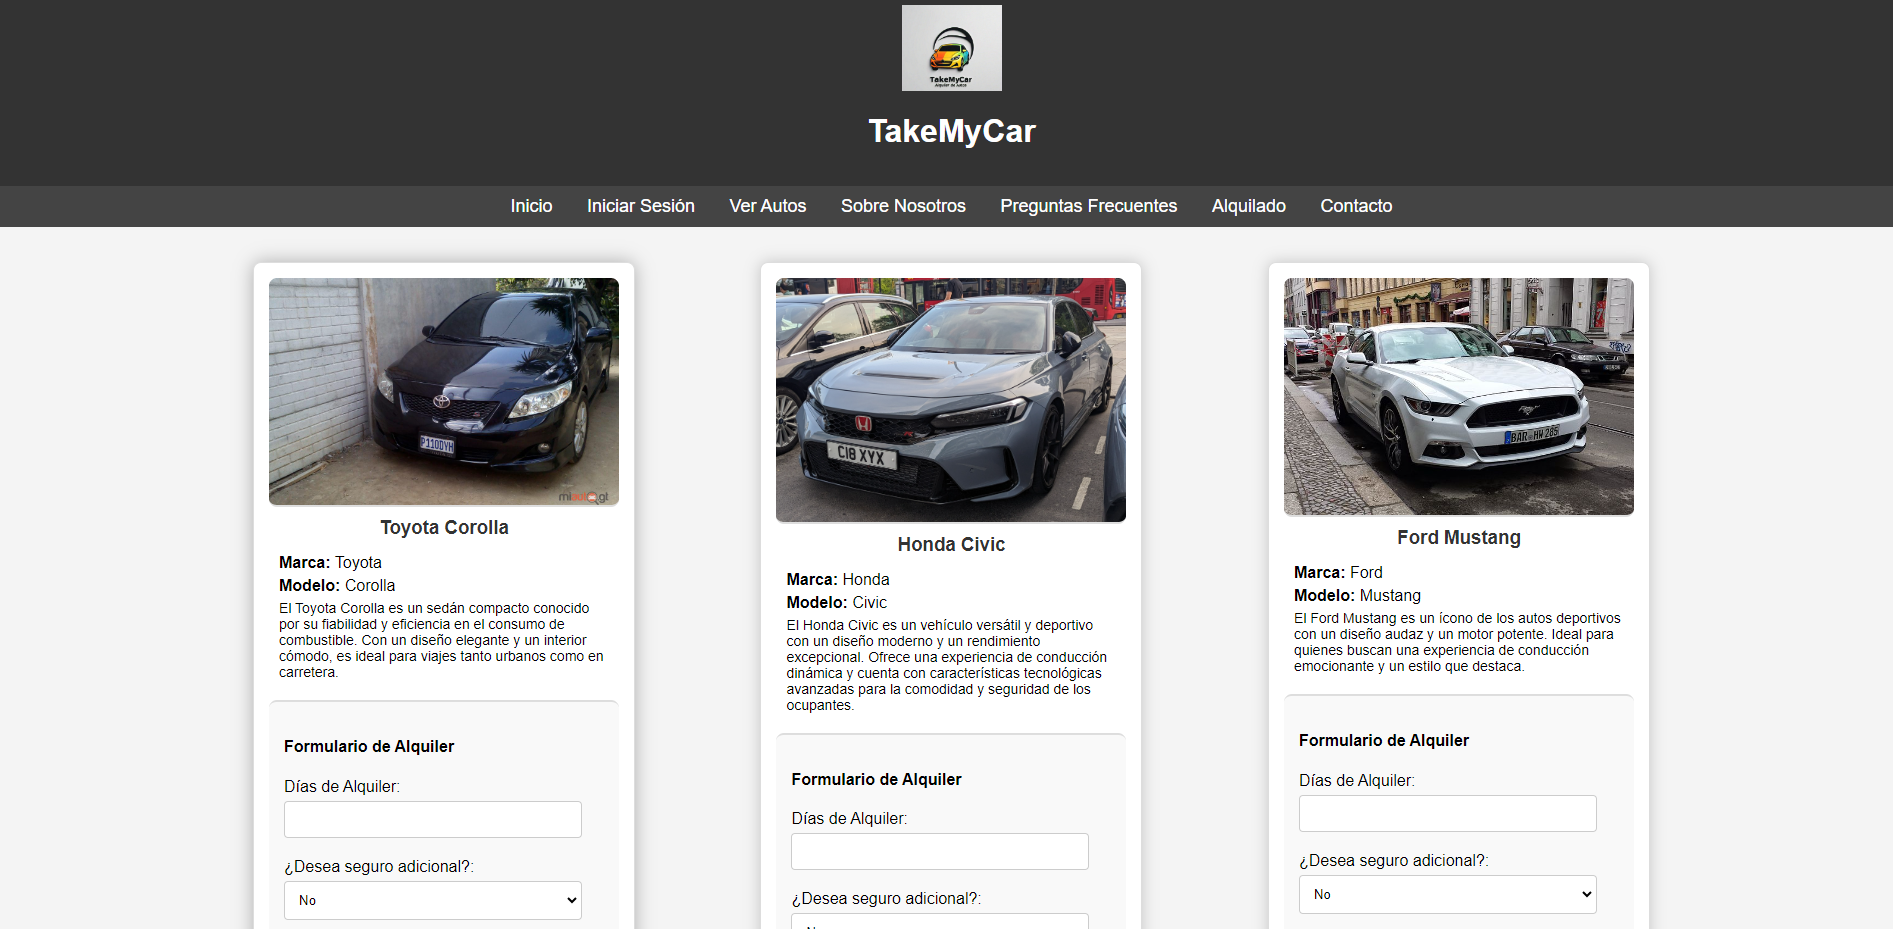 TakeMyCar
Alquiler de Autos
TakeMyCar
Inicio
Iniciar Sesión
Ver Autos
Sobre Nosotros
Preguntas Frecuentes
Alquilado
Contacto
P110DYH
Toyota Corolla
Marca: Toyota
Modelo: Corolla
El Toyota Corolla es un sedán compacto conocido
por su fiabilidad y eficiencia en el consumo de
combustible. Con un diseño elegante y un interior
cómodo, es ideal para viajes tanto urbanos como en
carretera.
Formulario de Alquiler
Días de Alquiler:
¿Desea seguro adicional?:
No
C18 XYX
Honda Civic
Marca: Honda
Modelo: Civic
El Honda Civic es un vehículo versátil y deportivo
con un diseño moderno y un rendimiento
excepcional. Ofrece una experiencia de conducción
dinámica y cuenta con características tecnológicas
avanzadas para la comodidad y seguridad de los
ocupantes.
Formulario de Alquiler
Días de Alquiler:
¿Desea seguro adicional?:
BAR HW 285
Ford Mustang
Marca: Ford
Modelo: Mustang
El Ford Mustang es un ícono de los autos deportivos
con un diseño audaz y un motor potente. Ideal para
quienes buscan una experiencia de conducción
emocionante y un estilo que destaca.
Formulario de Alquiler
Días de Alquiler:
¿Desea seguro adicional?:
No